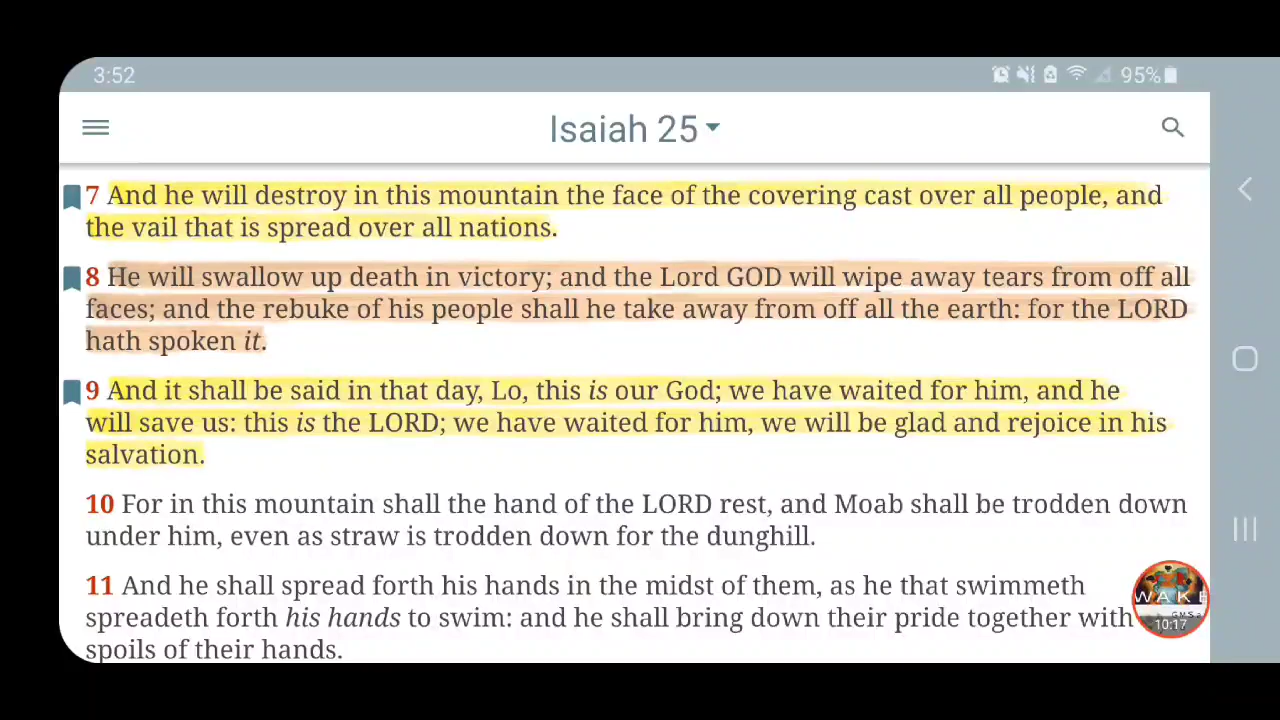 3:52
95%
Isaiah 25
7 And he will destroy in this mountain the face of the covering cast over all people, and
the vail that is spread over all nations.
8 He will swallow up death in victory; and the Lord GOD will wipe away tears from off all
faces; and the rebuke of his people shall he take away from off all the earth: for the LORD
hath spoken it.
9 And it shall be said in that day, Lo, this is our God; we have waited for him, and he
will save us: this is the LORD; we have waited for him, we will be glad and rejoice in his
salvation.
10 For in this mountain shall the hand of the LORD rest, and Moab shall be trodden down
under him, even as straw is trodden down for the dunghill.
11 And he shall spread forth his hands in the midst of them, as he that swimmeth
spreadeth forth his hands to swim: and he shall bring down their pride together with
spoils of their hands.
WAKE
10:17